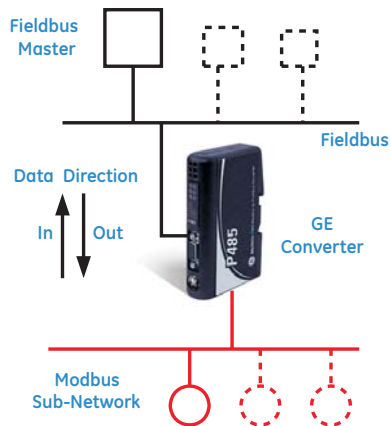 Fieldbus
Master
Fieldbus
Data Direction
In
Out
P485
GE
Converter
Modbus
Sub-Network